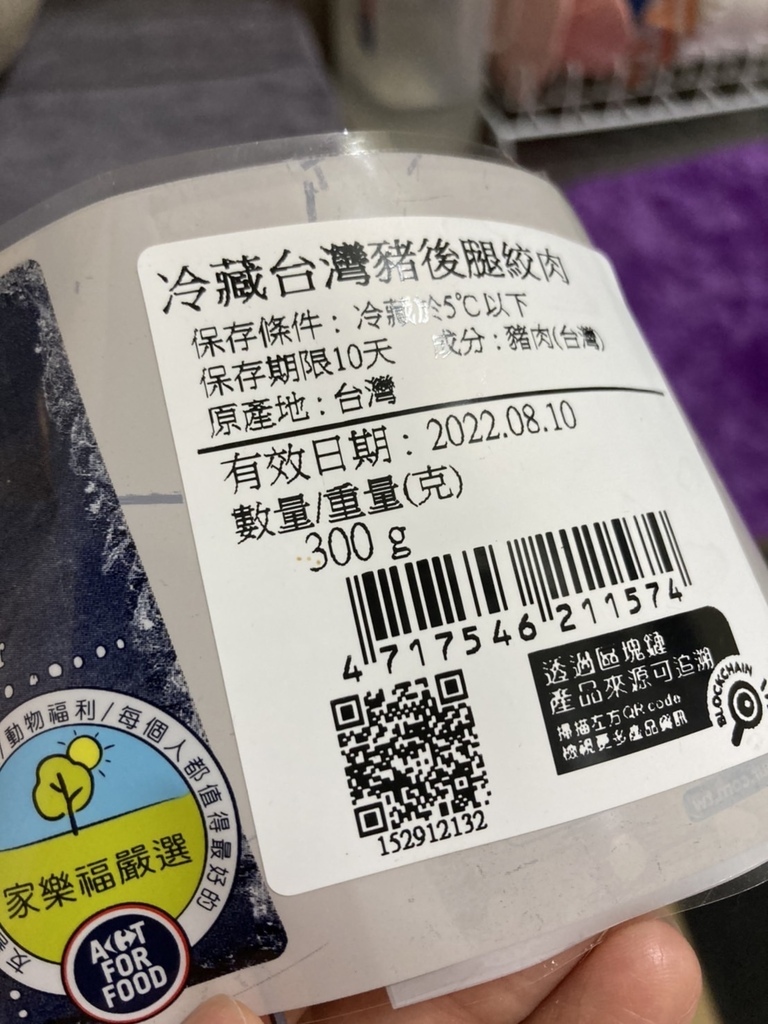 冷藏台灣豬後腿絞肉
保存條件：冷藏於5℃以下
保存期限10天 成分：豬肉(台灣)
原產地：台灣
有效日期：2022.08.10
數量/重量(克)
300 g
4 717546 211574
透過區塊鏈
產品來源可追溯
掃描左方QR code
檢視更多產品資訊
BLOCKCHAIN
152912132
動物福利/每個人都值得最好的
家樂福嚴選
ACT
FOR
FOOD